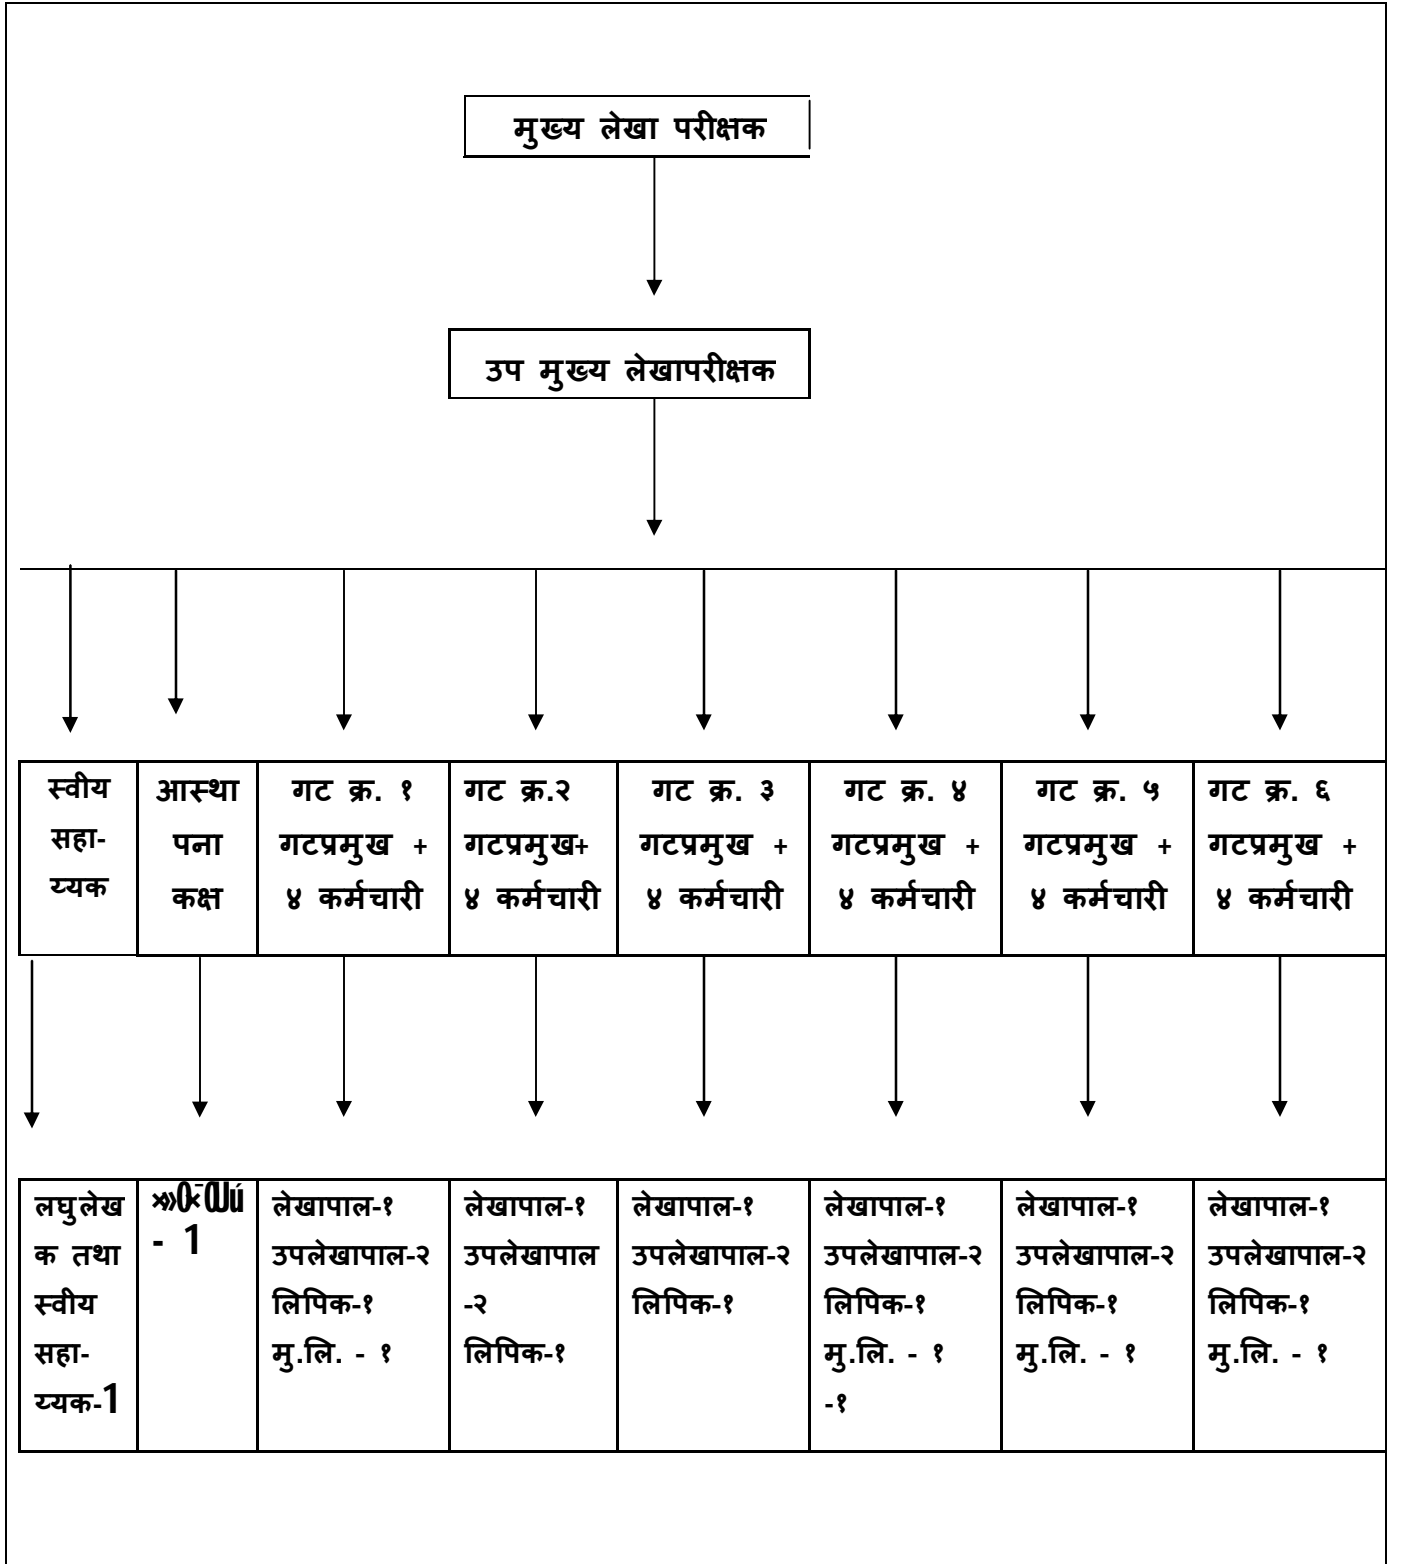 मुख्य लेखा परीक्षक
उप मुख्य लेखापरीक्षक
स्वीय
सहा-
य्यक
आस्था
पना
कक्ष
गट क्र. १
गटप्रमुख +
४ कर्मचारी
गट क्र.२
गटप्रमुख+
४ कर्मचारी
गट क्र. ३
गटप्रमुख +
४ कर्मचारी
गट क्र. ४
गटप्रमुख +
४ कर्मचारी
गट क्र. ५
गटप्रमुख +
४ कर्मचारी
गट क्र. ६
गटप्रमुख +
४ कर्मचारी
लघुलेख
क तथा
स्वीय
सहा-
य्यक-1
- 1
लेखापाल-१
उपलेखापाल-२
लिपिक-१
मु.लि. - १
लेखापाल-१
उपलेखापाल
-२
लिपिक-१
लेखापाल-१
उपलेखापाल-२
लिपिक-१
लेखापाल-१
उपलेखापाल-२
लिपिक-१
मु.लि. - १
-१
लेखापाल-१
उपलेखापाल-२
लिपिक-१
मु.लि. - १
लेखापाल-१
उपलेखापाल-२
लिपिक-१
मु.लि. - १